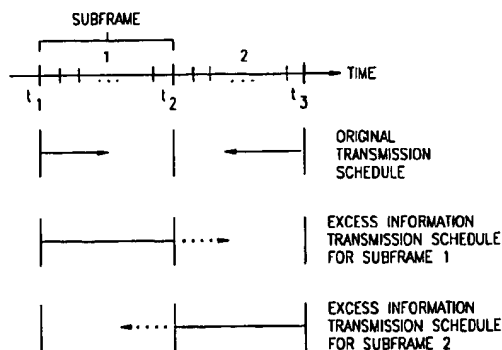 SUBFRAME
1
2
... ...
TIME
t1 t2 t3
ORIGINAL
TRANSMISSION
SCHEDULE
EXCESS INFORMATION
TRANSMISSION SCHEDULE
FOR SUBFRAME 1
EXCESS INFORMATION
TRANSMISSION SCHEDULE
FOR SUBFRAME 2